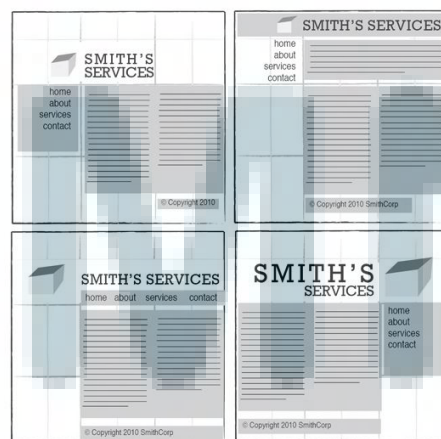 SMITH'S
SERVICES
home
about
services
contact
© Copyright 2010
SMITH'S SERVICES
home
about
services
contact
© Copyright 2010 SmithCorp
SMITH'S SERVICES
home about services contact
© Copyright 2010 SmithCorp
SMITH'S
SERVICES
home
about
services
contact
© Copyright 2010 SmithCorp